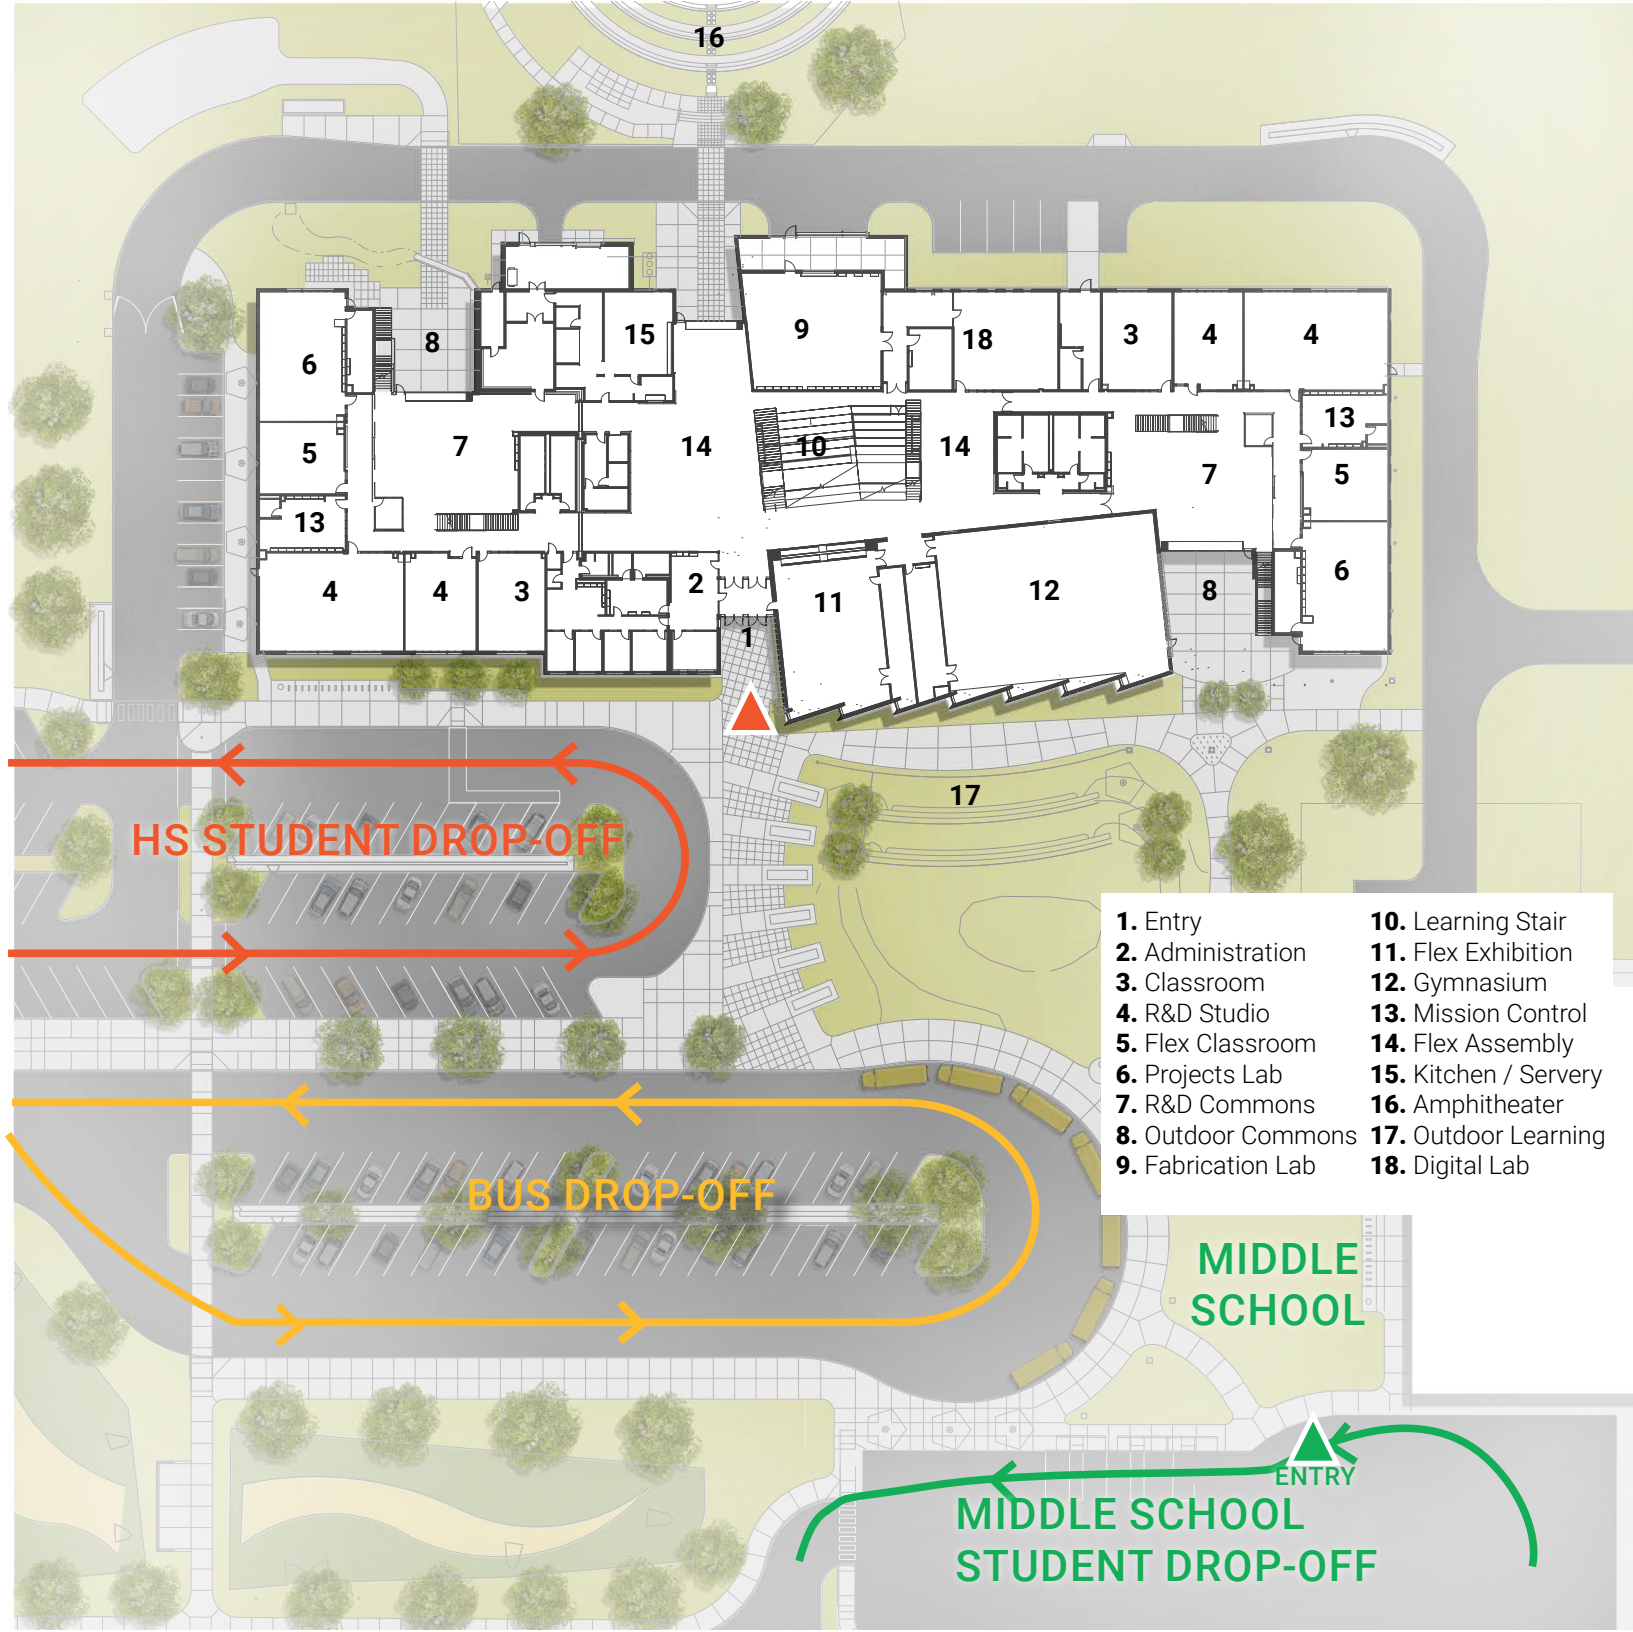 16
8
15
9
18
3
4
4
6
13
7
14
10
14
5
7
5
13
6
4
4
3
2
11
12
8
1
17
HS STUDENT DROP-OFF
1. Entry
2. Administration
3. Classroom
4. R&D Studio
5. Flex Classroom
6. Projects Lab
7. R&D Commons
8. Outdoor Commons
9. Fabrication Lab
10. Learning Stair
11. Flex Exhibition
12. Gymnasium
13. Mission Control
14. Flex Assembly
15. Kitchen / Servery
16. Amphitheater
17. Outdoor Learning
18. Digital Lab
BUS DROP-OFF
MIDDLE
SCHOOL
ENTRY
MIDDLE SCHOOL
STUDENT DROP-OFF